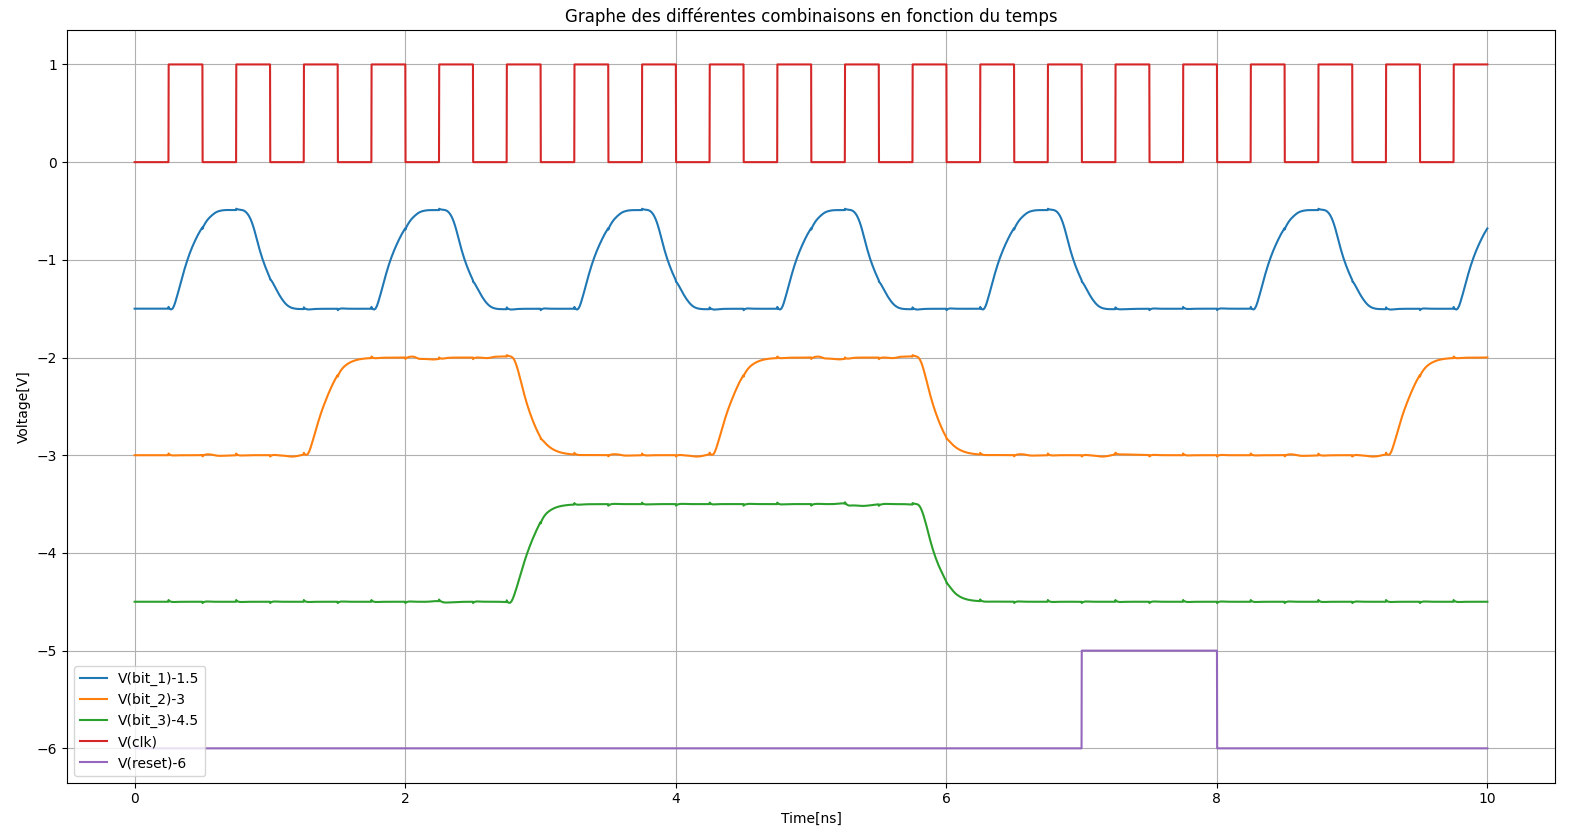 Graphe des différentes combinaisons en fonction du temps
1
0
−1
−2
−3
−4
−5
−6
Voltage[V]
V(bit_1)-1.5
V(bit_2)-3
V(bit_3)-4.5
V(clk)
V(reset)-6
0 2 4 6 8 10
Time[ns]